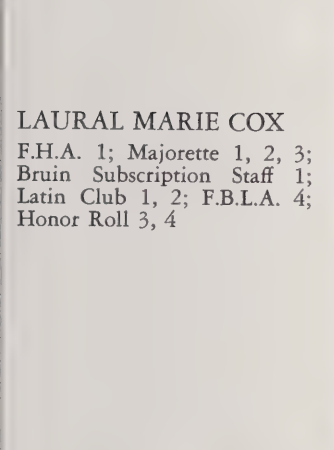 LAURAL MARIE COX
F.H.A. 1; Majorette 1, 2, 3;
Bruin Subscription Staff 1;
Latin Club 1, 2; F.B.L.A. 4;
Honor Roll 3, 4